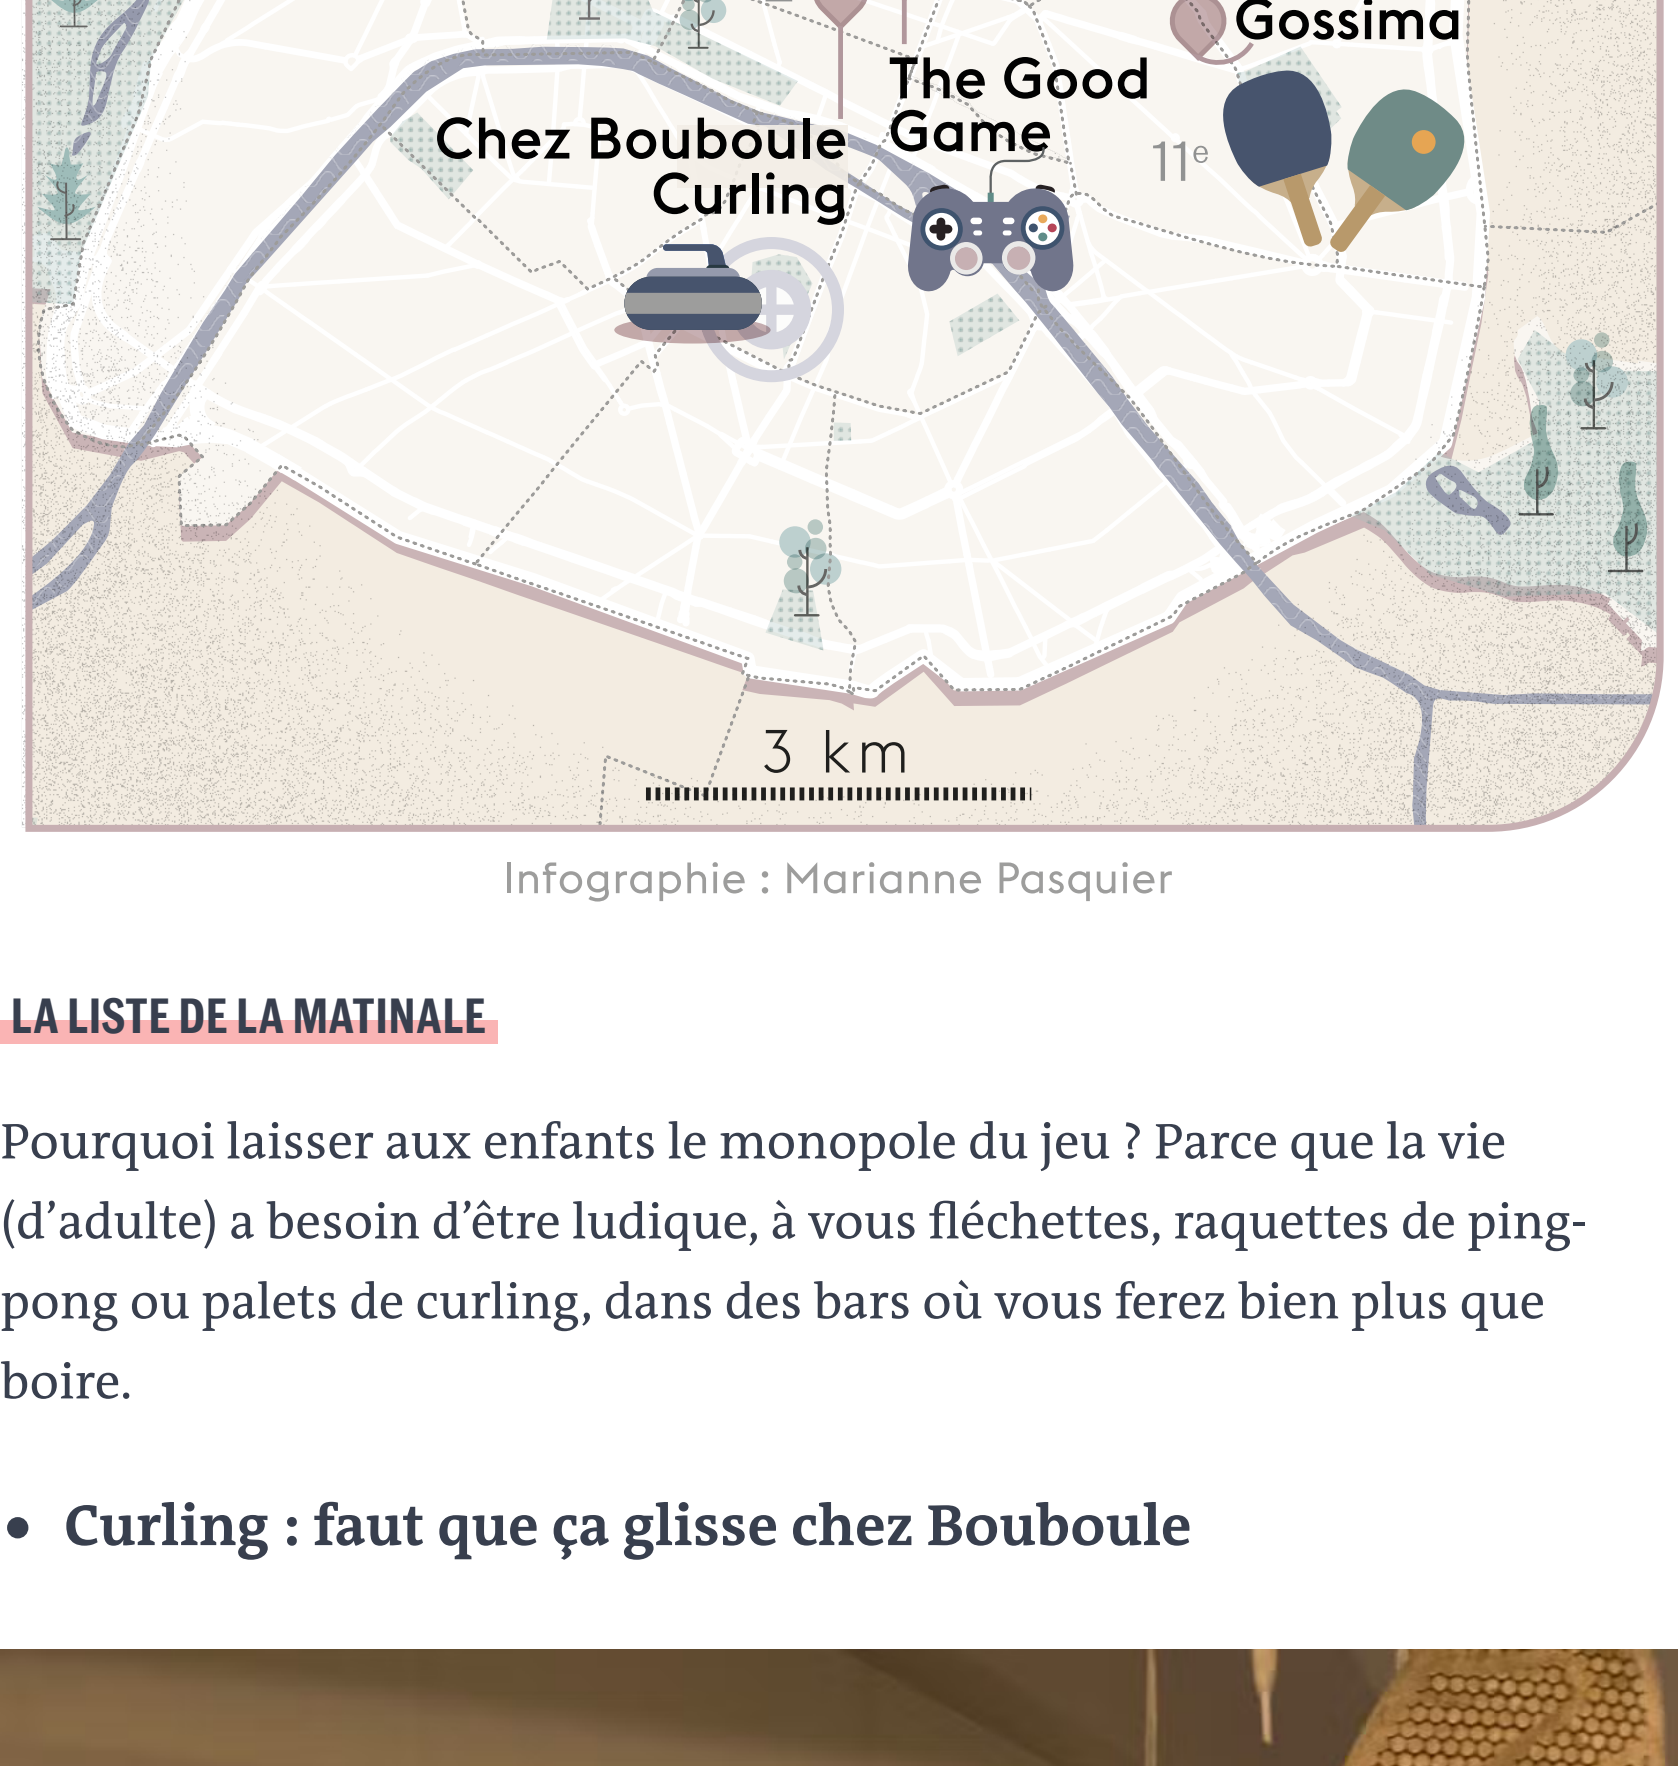 Gossima
The Good
Game
Chez Bouboule
Curling
11e
3 km
Infographie : Marianne Pasquier
LA LISTE DE LA MATINALE
Pourquoi laisser aux enfants le monopole du jeu ? Parce que la vie
(d’adulte) a besoin d’être ludique, à vous fléchettes, raquettes de ping-
pong ou palets de curling, dans des bars où vous ferez bien plus que
boire.
• Curling : faut que ça glisse chez Bouboule